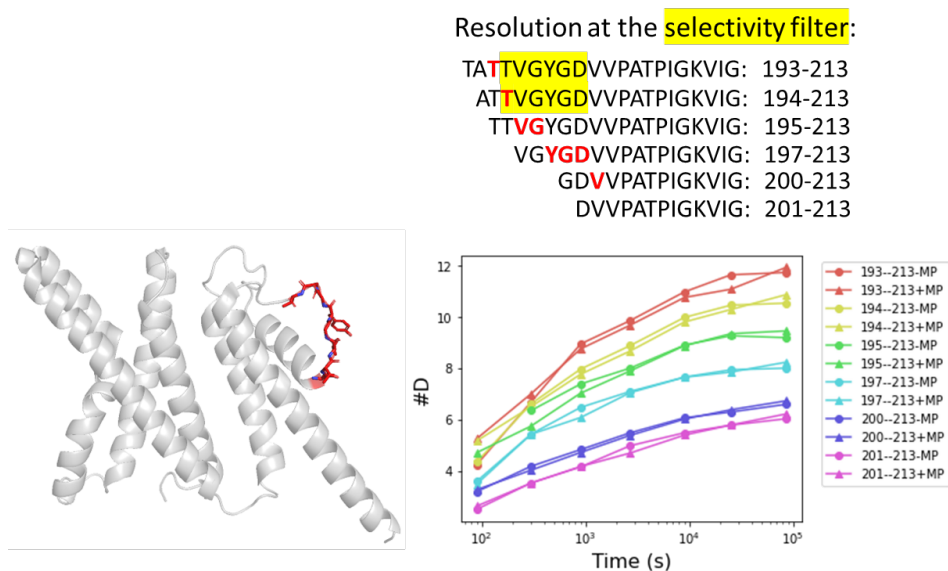 Resolution at the selectivity filter:
TATTVGYGDVVPATPIGKVIG: 193-213
ATTVGYGDVVPATPIGKVIG: 194-213
TTVGYGDVVPATPIGKVIG: 195-213
VGYGDVVPATPIGKVIG: 197-213
GDVVPATPIGKVIG: 200-213
DVVPATPIGKVIG: 201-213
12
10
8
6
4
#D
10²
10³
10⁴
10⁵
Time (s)
193--213-MP
193--213+MP
194--213-MP
194--213+MP
195--213-MP
195--213+MP
197--213-MP
197--213+MP
200--213-MP
200--213+MP
201--213-MP
201--213+MP